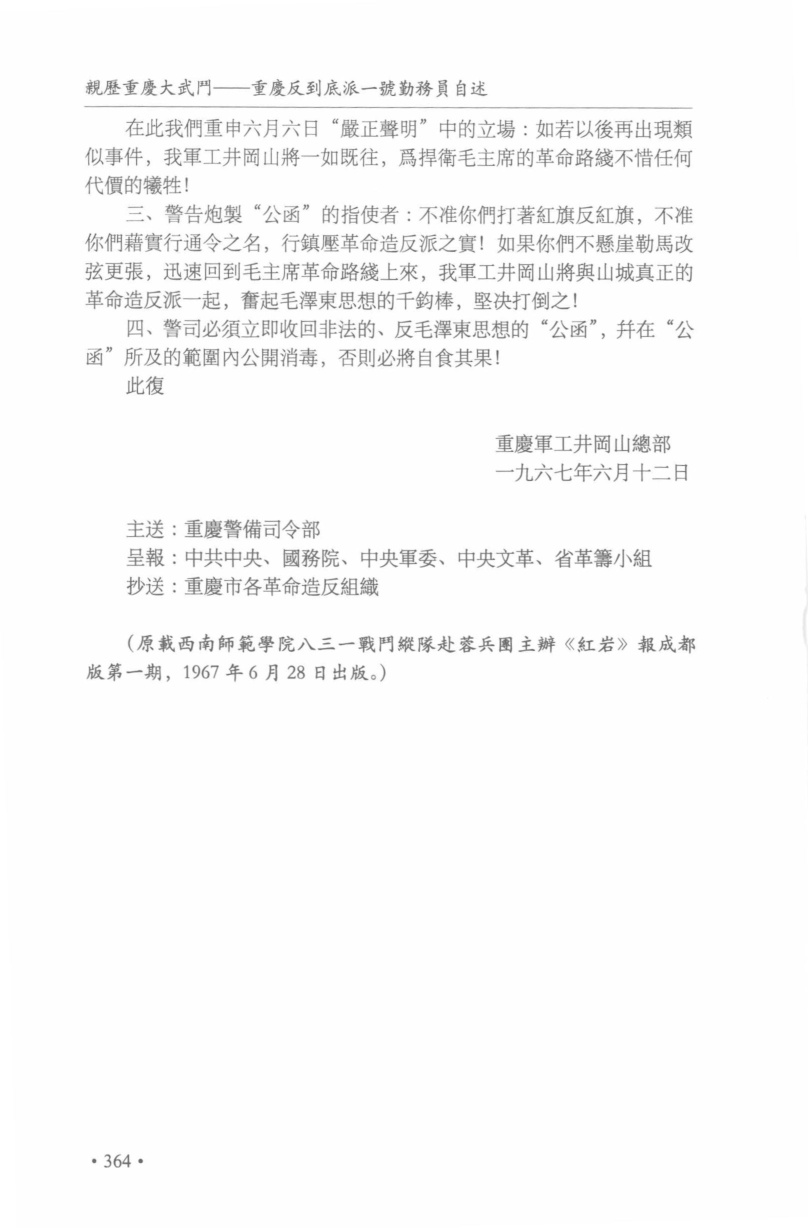 親歷重慶大武鬥——重慶反到底派一號勤務員自述
在此我們重申六月六日“嚴正聲明”中的立場：如若以後再出現類
似事件，我軍工井岡山將一如既往，爲捍衛毛主席的革命路綫不惜任何
代價的犧牲！
三、警告炮製“公函”的指使者：不准你們打著紅旗反紅旗，不准
你們藉實行通令之名，行鎮壓革命造反派之實！如果你們不懸崖勒馬改
弦更張，迅速回到毛主席革命路綫上來，我軍工井岡山將與山城真正的
革命造反派一起，奮起毛澤東思想的千鈞棒，堅决打倒之！
四、警司必須立即收回非法的、反毛澤東思想的“公函”，幷在“公
函”所及的範圍內公開消毒，否則必將自食其果！
此復
重慶軍工井岡山總部
一九六七年六月十二日
主送：重慶警備司令部
呈報：中共中央、國務院、中央軍委、中央文革、省革籌小組
抄送：重慶市各革命造反組織
（原載西南師範學院八三一戰鬥縱隊赴蓉兵團主辦《紅岩》報成都
版第一期，1967 年 6 月 28 日出版。）
·364·